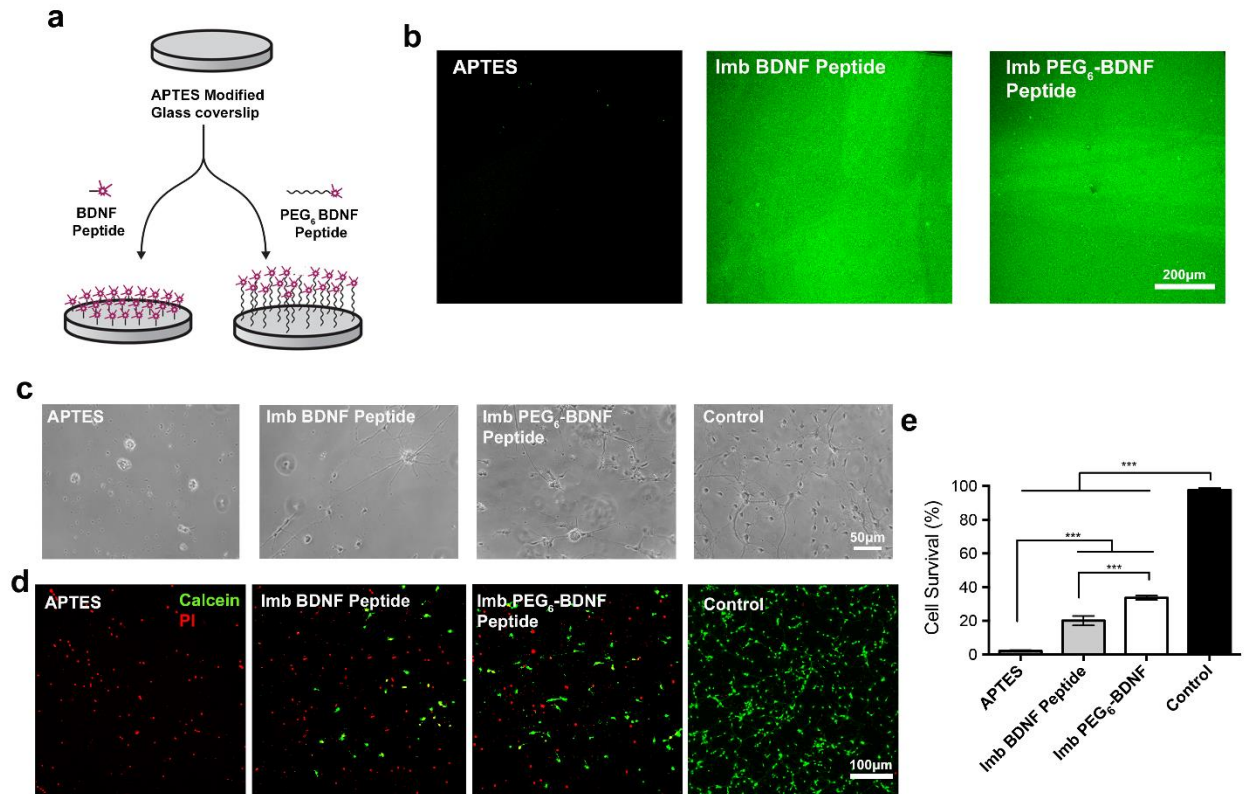 a
APTES Modified
Glass coverslip
BDNF
Peptide
PEG₆ BDNF
Peptide
b
APTES
Imb BDNF Peptide
Imb PEG₆-BDNF
Peptide
200µm
c
APTES
Imb BDNF Peptide
Imb PEG₆-BDNF
Peptide
Control
50µm
d
APTES
Calcein
PI
Imb BDNF Peptide
Imb PEG₆-BDNF
Peptide
Control
100µm
e
Cell Survival (%)
100
80
60
40
20
0
***
***
***
APTES
Imb BDNF Peptide
Imb PEG₆-BDNF
Control